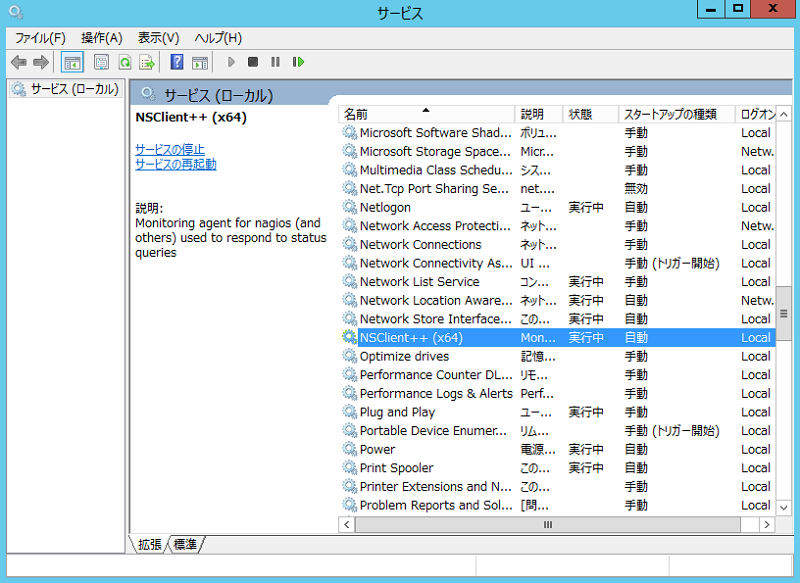 サービス
ファイル(F) 操作(A) 表示(V) ヘルプ(H)
サービス (ローカル)
サービス (ローカル)
NSClient++ (x64)
サービスの停止
サービスの再起動
説明:
Monitoring agent for nagios (and
others) used to respond to status
queries
名前 説明 状態 スタートアップの種類 ログオン
Microsoft Software Shad... ボリュ... 手動 Local
Microsoft Storage Space... Micr... 手動 Netw.
Multimedia Class Schedu... シス... 手動 Local
Net.Tcp Port Sharing Se... net.... 無効 Local
Netlogon ユー... 実行中 自動 Local
Network Access Protecti... ネット... 手動 Netw.
Network Connections ネット... 手動 Local
Network Connectivity As... UI ... 手動 (トリガー開始) Local
Network List Service コン... 実行中 手動 Local
Network Location Aware... ネット... 実行中 自動 Netw.
Network Store Interface... この... 実行中 自動 Local
NSClient++ (x64) Mon... 実行中 自動 Local
Optimize drives 記憶... 手動 Local
Performance Counter DL... リモ... 手動 Local
Performance Logs & Alerts Perf... 手動 Local
Plug and Play ユー... 実行中 手動 Local
Portable Device Enumer... リム... 手動 (トリガー開始) Local
Power 電源... 実行中 自動 Local
Print Spooler この... 実行中 自動 Local
Printer Extensions and N... この... 手動 Local
Problem Reports and Sol... [問... 手動 Local
拡張 標準